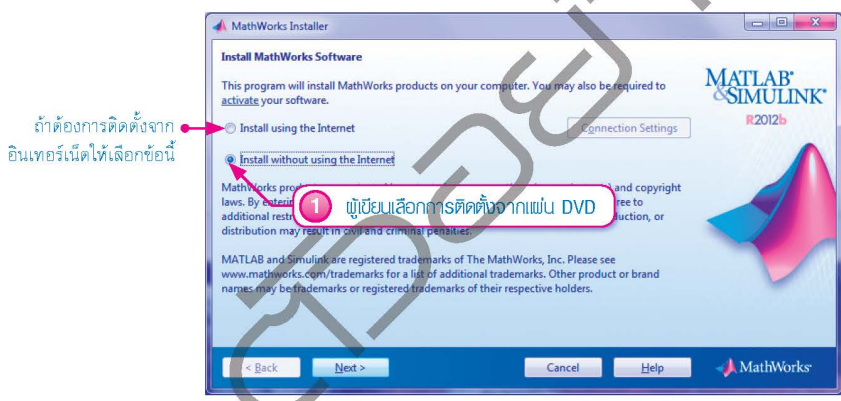 MathWorks Installer
Install MathWorks Software
This program will install MathWorks products on your computer. You may also be required to
activate your software.
ถ้าต้องการติดตั้งจาก
อินเทอร์เน็ตให้เลือกข้อนี้
Install using the Internet
Connection Settings
Install without using the Internet
MathWorks and copyright
laws. By ree to
additional duction, or
distribution may result in civil and criminal penalties.
1 ผู้เขียนเลือกการติดตั้งจากแผ่น DVD
MATLAB and Simulink are registered trademarks of The MathWorks, Inc. Please see
www.mathworks.com/trademarks for a list of additional trademarks. Other product or brand
names may be trademarks or registered trademarks of their respective holders.
MATLAB®
&SIMULINK®
R2012b
< Back
Next >
Cancel
Help
MathWorks®